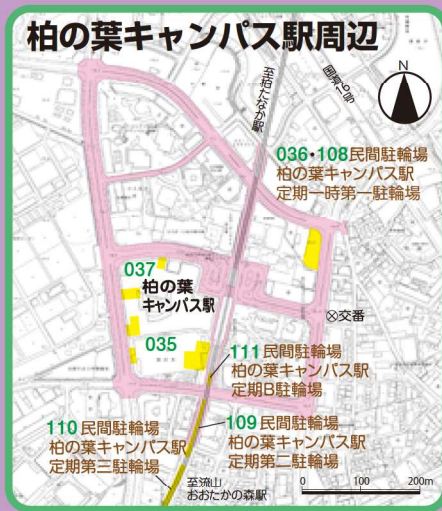 柏の葉キャンパス駅周辺
至柏たなか駅
国道16号
N
036・108民間駐輪場
柏の葉キャンパス駅
定期一時第一駐輪場
037
柏の葉
キャンパス駅
交番
035
111民間駐輪場
柏の葉キャンパス駅
定期B駐輪場
110民間駐輪場
柏の葉キャンパス駅
定期第三駐輪場
109民間駐輪場
柏の葉キャンパス駅
定期第二駐輪場
至流山
おおたかの森駅
0 100 200m